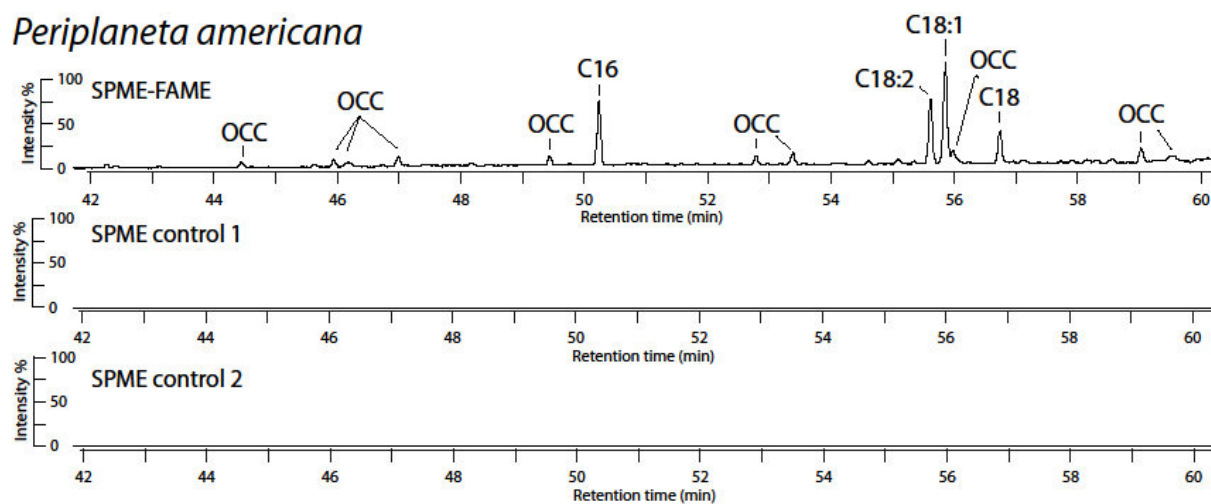 Periplaneta americana
SPME-FAME
Intensity %
100
50
0
OCC
OCC
OCC
C16
OCC
C18:2
C18:1
OCC
C18
OCC
42 44 46 48 50 52 54 56 58 60
Retention time (min)
SPME control 1
Intensity %
100
50
0
42 44 46 48 50 52 54 56 58 60
Retention time (min)
SPME control 2
Intensity %
100
50
0
42 44 46 48 50 52 54 56 58 60
Retention time (min)